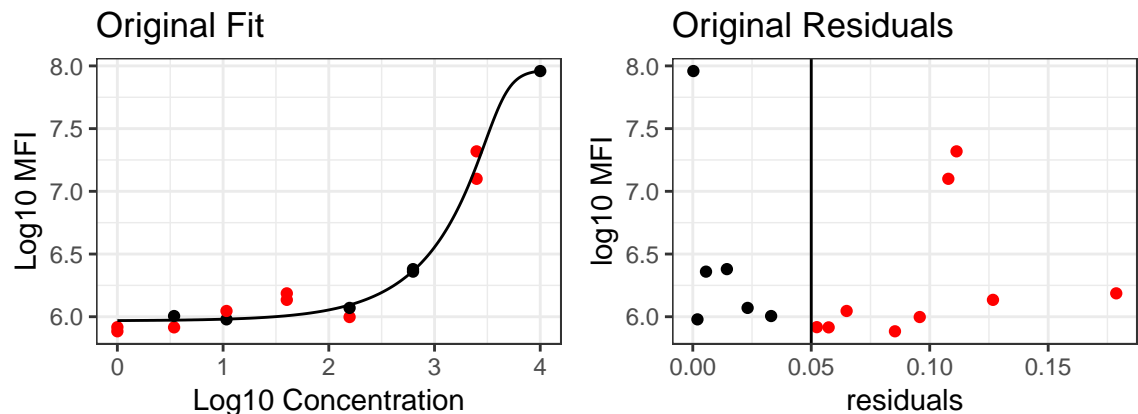 Original Fit
8.0
7.5
7.0
6.5
6.0
Log10 MFI
0 1 2 3 4
Log10 Concentration
Original Residuals
8.0
7.5
7.0
6.5
6.0
log10 MFI
0.00 0.05 0.10 0.15
residuals